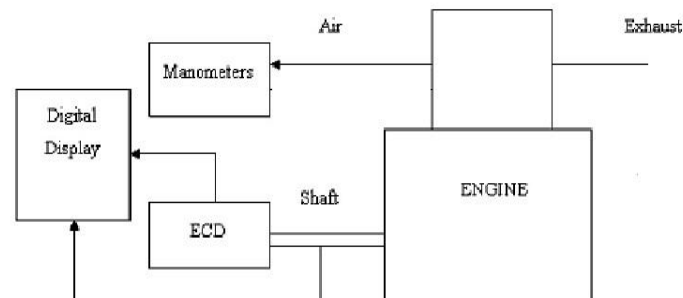 Air
Exhaust
Manometers
Digital
Display
Shaft
ENGINE
ECD